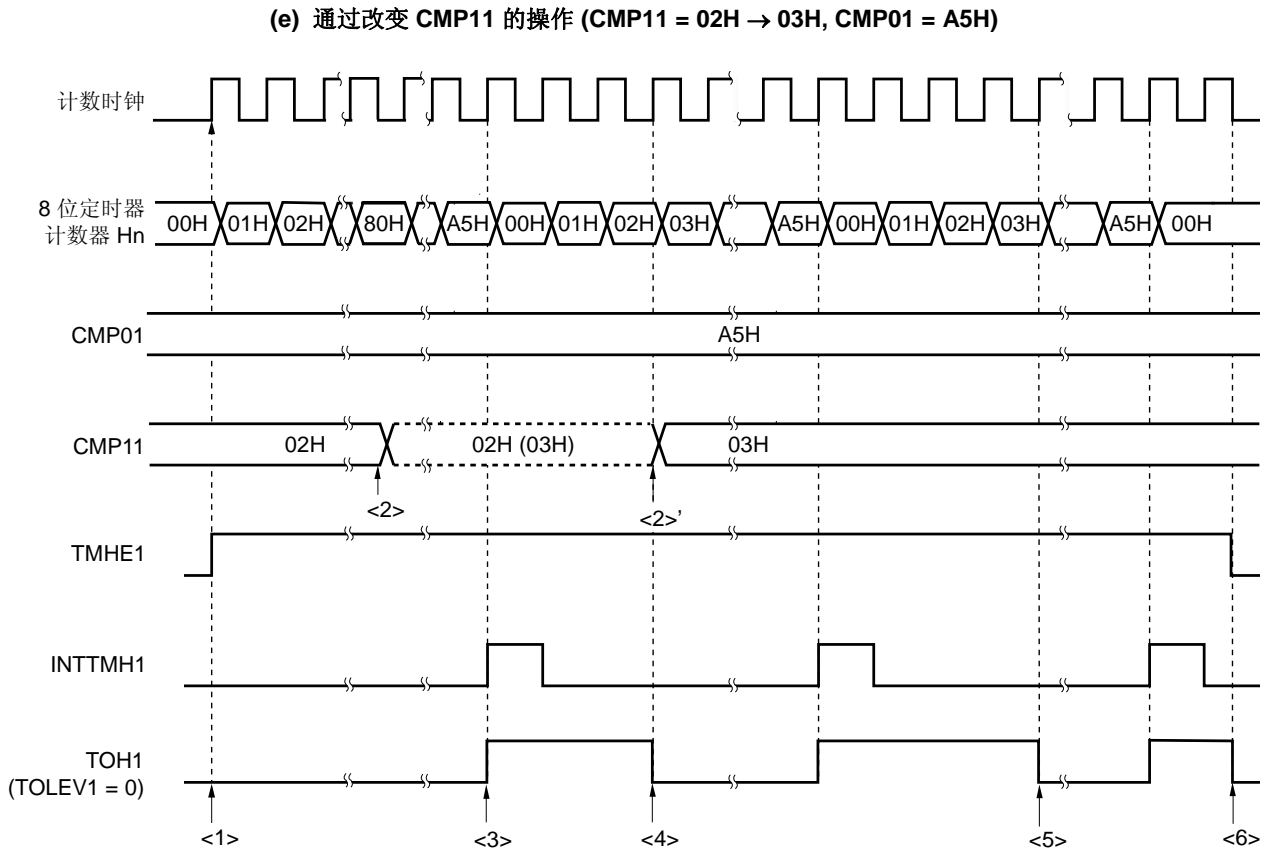 (e) 通过改变 CMP11 的操作 (CMP11 = 02H → 03H, CMP01 = A5H)
计数时钟
8 位定时器
计数器 Hn
00H 01H 02H 80H A5H 00H 01H 02H 03H A5H 00H 01H 02H 03H A5H 00H
CMP01
A5H
CMP11
02H 02H (03H) 03H
<2> <2>'
TMHE1
INTTMH1
TOH1
(TOLEV1 = 0)
<1> <3> <4> <5> <6>